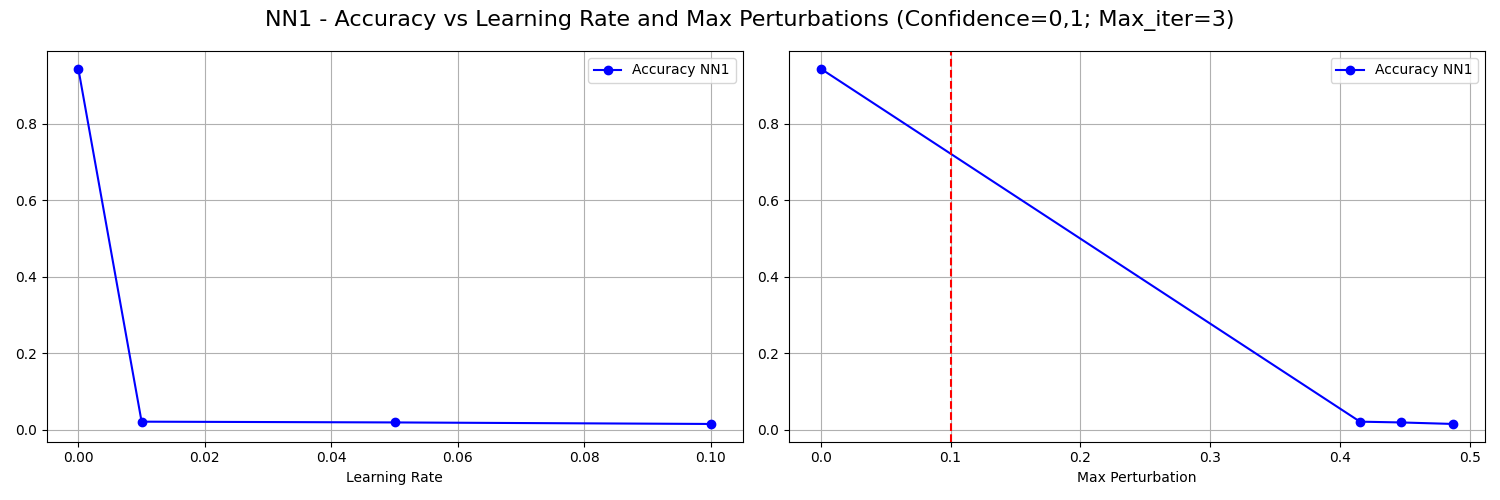 NN1 - Accuracy vs Learning Rate and Max Perturbations (Confidence=0,1; Max_iter=3)
Accuracy NN1
0.8
0.6
0.4
0.2
0.0
0.00 0.02 0.04 0.06 0.08 0.10
Learning Rate
Accuracy NN1
0.8
0.6
0.4
0.2
0.0
0.0 0.1 0.2 0.3 0.4 0.5
Max Perturbation